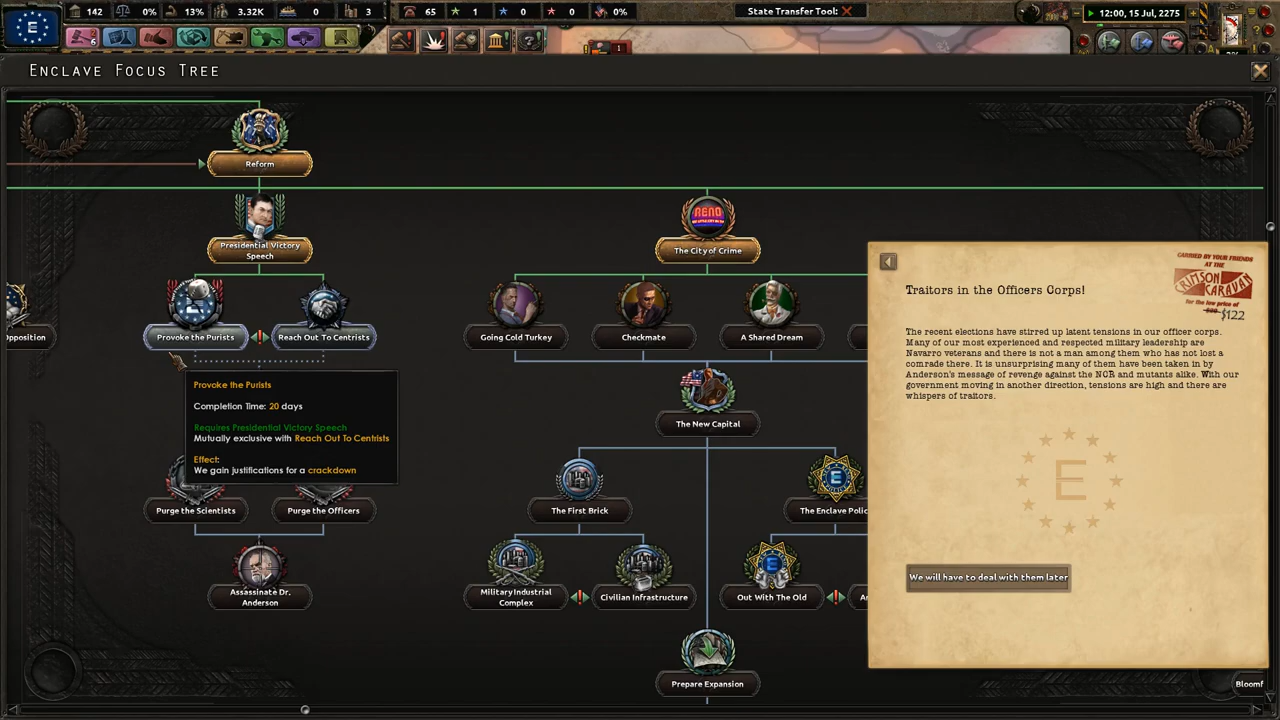 E
142
0%
13%
3.32K
0
3
65
1
0
0
0%
State Transfer Tool:
12:00, 15 Jul, 2275
6
1
Enclave Focus Tree
Reform
Presidential Victory
Speech
RENO
The City of Crime
opposition
Provoke the Purists
Reach Out To Centrists
Going Cold Turkey
Checkmate
A Shared Dream
Provoke the Purists
Completion Time: 20 days
Requires Presidential Victory Speech
Mutually exclusive with Reach Out To Centrists
Effect:
We gain justifications for a crackdown
The New Capital
Purge the Scientists
Purge the Officers
The First Brick
E
The Enclave Polic
Assassinate Dr.
Anderson
Military Industrial
Complex
Civilian Infrastructure
E
Out With The Old
Prepare Expansion
Bloomf
CARRIED BY YOUR FRIENDS
AT THE
CRIMSON
CARAVAN
for the low price of
$122
Traitors in the Officers Corps!
The recent elections have stirred up latent tensions in our officer corps.
Many of our most experienced and respected military leadership are
Navarro veterans and there is not a man among them who has not lost a
comrade there. It is unsurprising many of them have been taken in by
Anderson's message of revenge against the NCR and mutants alike. With our
government moving in another direction, tensions are high and there are
whispers of traitors.
E
We will have to deal with them later